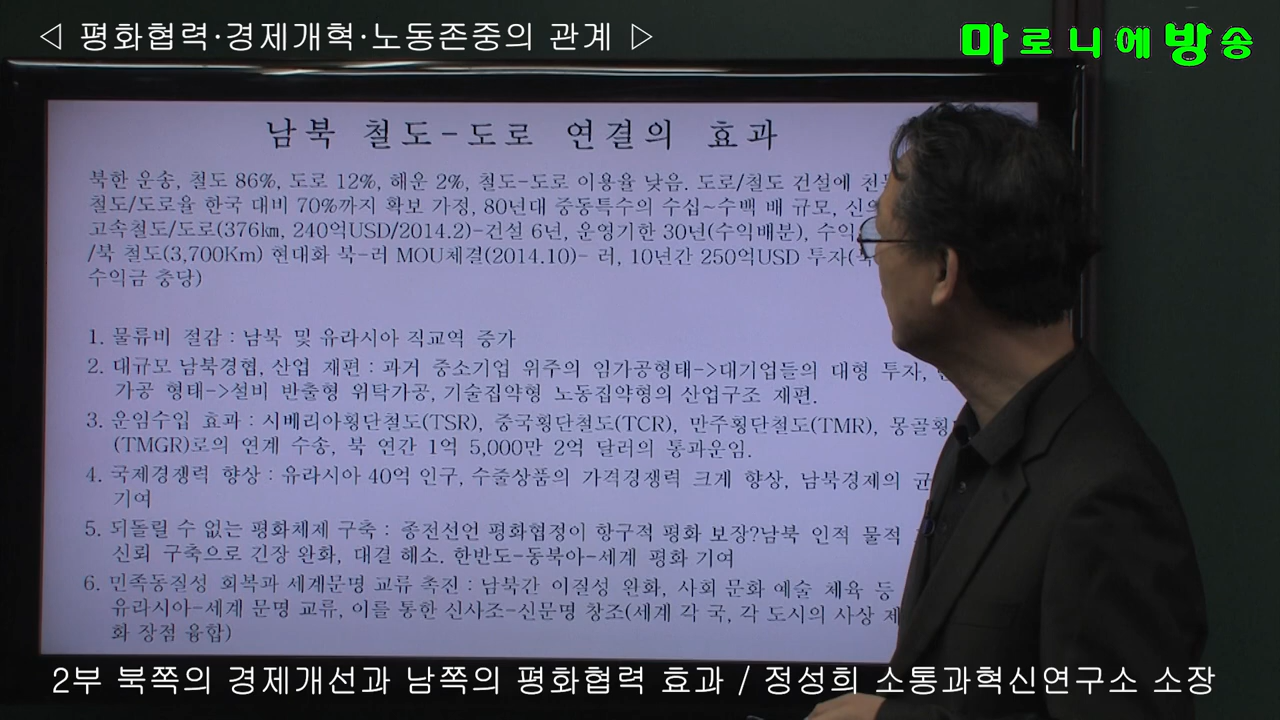 ◁ 평화협력·경제개혁·노동존중의 관계 ▷
마로니에방송
남북 철도-도로 연결의 효과
북한 운송, 철도 86%, 도로 12%, 해운 2%, 철도-도로 이용율 낮음. 도로/철도 건설에
철도/도로율 한국 대비 70%까지 확보 가정, 80년대 중동특수의 수십~수백 배 규모,
고속철도/도로(376㎞, 240억USD/2014.2)-건설 6년, 운영기한 30년(수익배분),
/북 철도(3,700Km) 현대화 북-러 MOU체결(2014.10)- 러, 10년간 250억USD 투자(
수익금 충당)
1. 물류비 절감 : 남북 및 유라시아 직교역 증가
2. 대규모 남북경협, 산업 재편 : 과거 중소기업 위주의 임가공형태->대기업들의 대형 투자,
가공 형태->설비 반출형 위탁가공, 기술집약형 노동집약형의 산업구조 재편.
3. 운임수입 효과 : 시베리아횡단철도(TSR), 중국횡단철도(TCR), 만주횡단철도(TMR),
(TMGR)로의 연계 수송, 북 연간 1억 5,000만 2억 달러의 통과운임.
4. 국제경쟁력 향상 : 유라시아 40억 인구, 수출상품의 가격경쟁력 크게 향상, 남북경제의
기여
5. 되돌릴 수 없는 평화체제 구축 : 종전선언 평화협정이 항구적 평화 보장?남북 인적 물적
신뢰 구축으로 긴장 완화, 대결 해소. 한반도-동북아-세계 평화 기여
6. 민족동질성 회복과 세계문명 교류 촉진 : 남북간 이질성 완화, 사회 문화 예술 체육 등
유라시아-세계 문명 교류, 이를 통한 신사조-신문명 창조(세계 각 국, 각 도시의 사상
화 장점 융합)
2부 북쪽의 경제개선과 남쪽의 평화협력 효과 / 정성희 소통과혁신연구소 소장